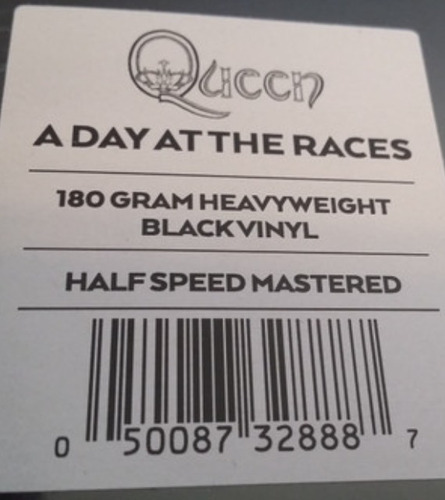 Queen
A DAY AT THE RACES
180 GRAM HEAVYWEIGHT
BLACK VINYL
HALF SPEED MASTERED
0 50087 32888 7